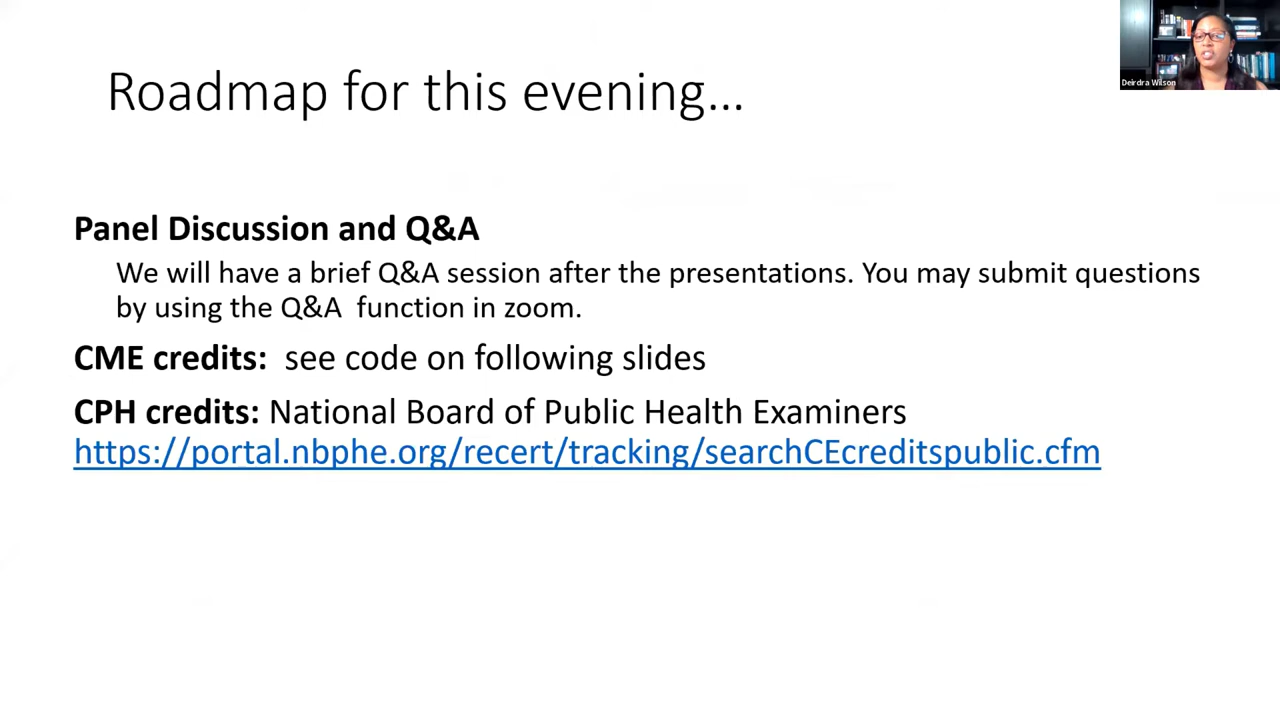 Roadmap for this evening...
Deirdra Wilson
Panel Discussion and Q&A
We will have a brief Q&A session after the presentations. You may submit questions
by using the Q&A  function in zoom.
CME credits:  see code on following slides
CPH credits: National Board of Public Health Examiners
https://portal.nbphe.org/recert/tracking/searchCEcreditspublic.cfm